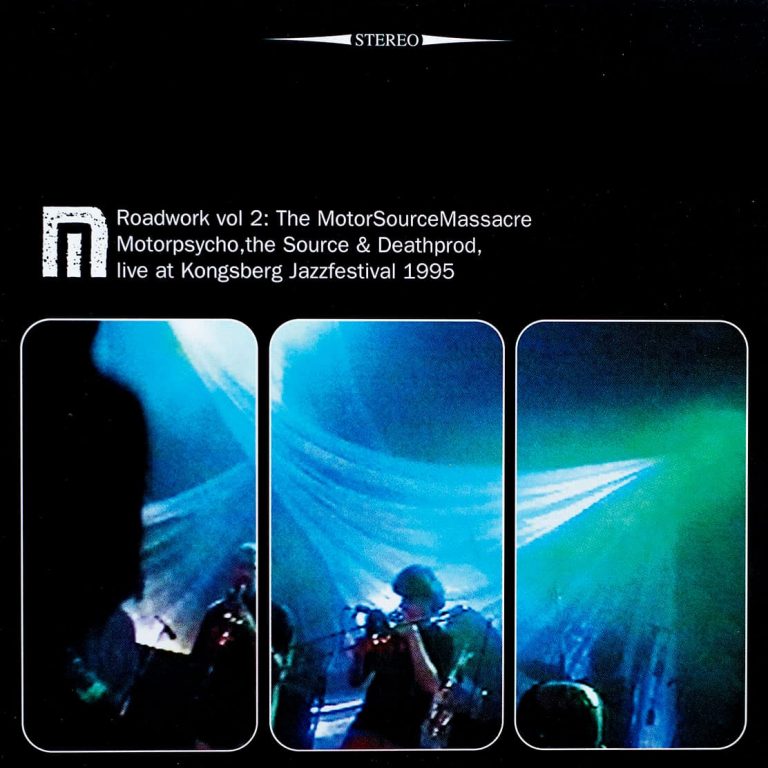 STEREO
Roadwork vol 2: The MotorSourceMassacre
Motorpsycho,the Source & Deathprod,
live at Kongsberg Jazzfestival 1995